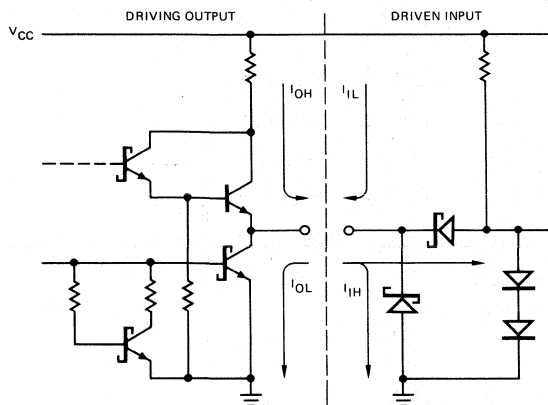 DRIVING OUTPUT
DRIVEN INPUT
VCC
IOH
IIL
IOL
IIH